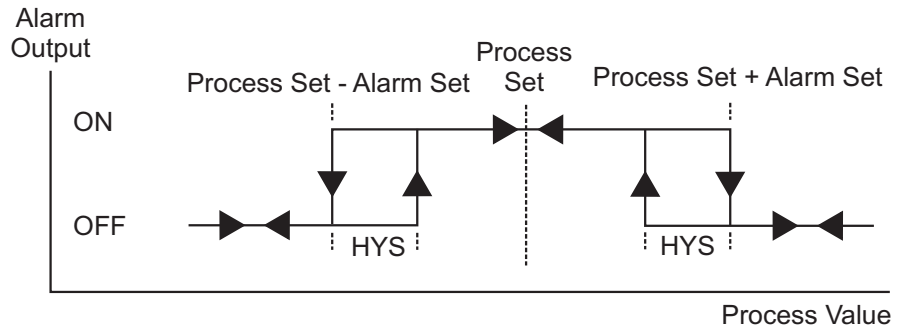 Alarm
Output
Process
Set
Process Set - Alarm Set
Process Set + Alarm Set
ON
OFF
HYS
HYS
Process Value